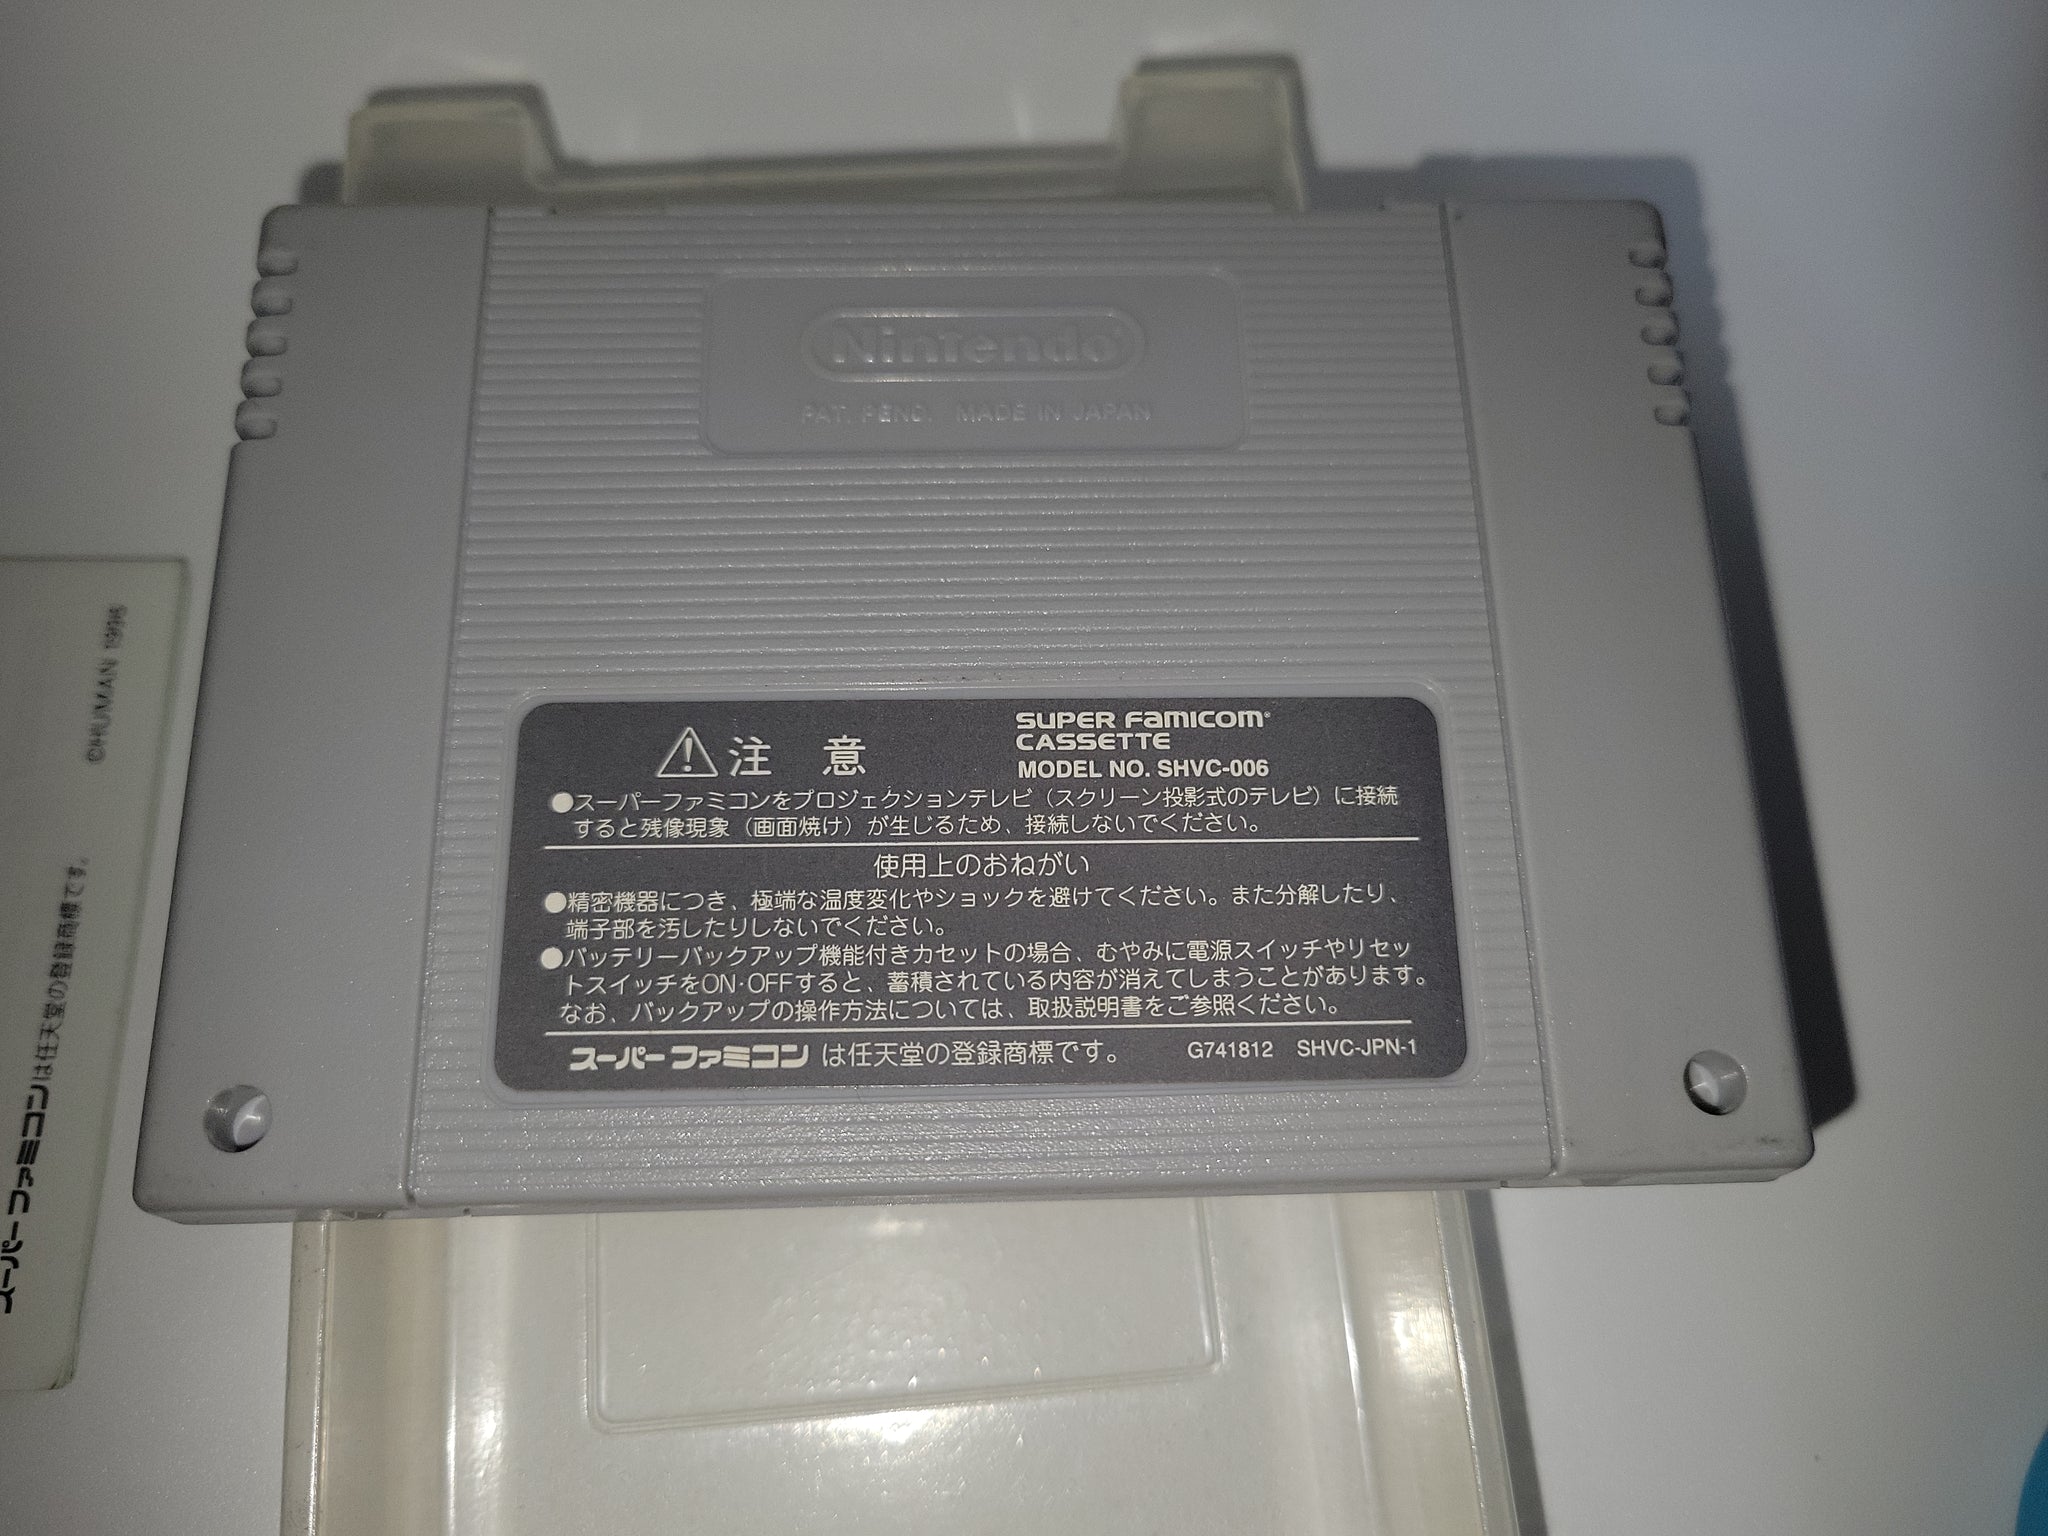 Nintendo
PAT. PEND. MADE IN JAPAN
⚠注 意
SUPER FAMICOM®
CASSETTE
MODEL NO. SHVC-006
●スーパーファミコンをプロジェクションテレビ（スクリーン投影式のテレビ）に接続
すると残像現象（画面焼け）が生じるため、接続しないでください。
使用上のおねがい
●精密機器につき、極端な温度変化やショックを避けてください。また分解したり、
端子部を汚したりしないでください。
●バッテリーバックアップ機能付きカセットの場合、むやみに電源スイッチやリセッ
トスイッチをON·OFFすると、蓄積されている内容が消えてしまうことがあります。
なお、バックアップの操作方法については、取扱説明書をご参照ください。
スーパーファミコン は任天堂の登録商標です。 G741812 SHVC-JPN-1
©HUMAN
スーパーファミコンは任天堂の登録商標です。